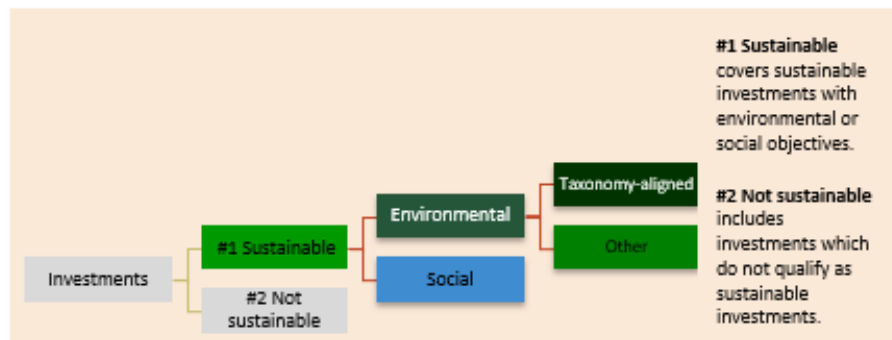 #1 Sustainable
covers sustainable
investments with
environmental or
social objectives.
Taxonomy-aligned
#2 Not sustainable
includes
investments which
do not qualify as
sustainable
investments.
Environmental
Other
#1 Sustainable
Social
Investments
#2 Not
sustainable